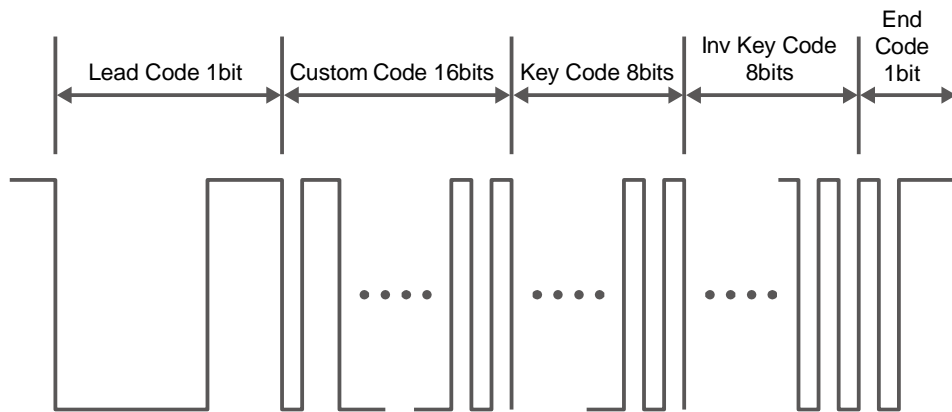 Lead Code 1bit
Custom Code 16bits
Key Code 8bits
Inv Key Code
8bits
End
Code
1bit